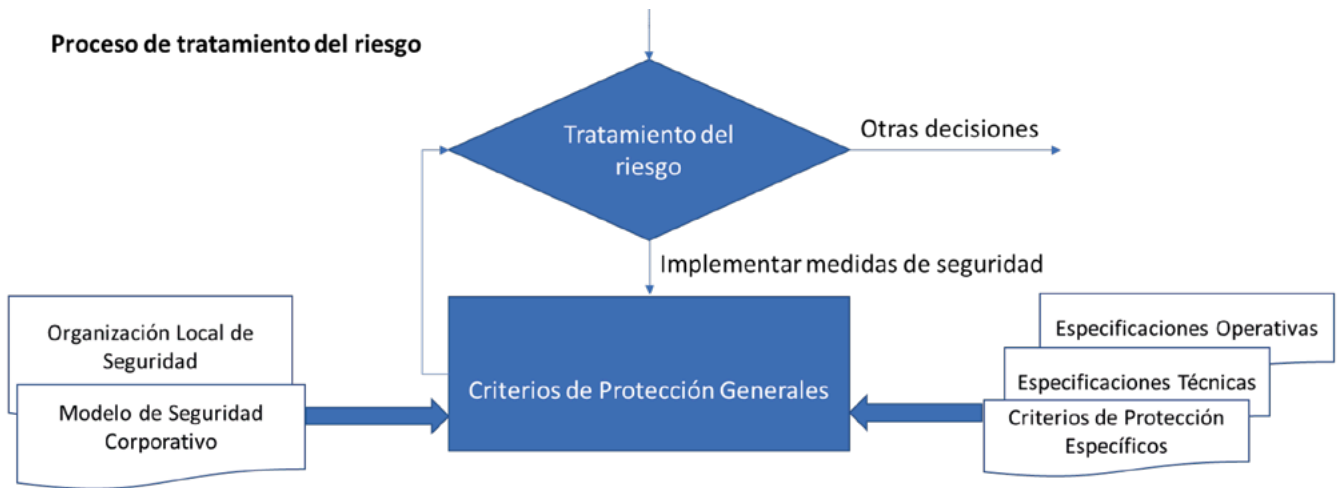 Proceso de tratamiento del riesgo
Tratamiento del
riesgo
Otras decisiones
Implementar medidas de seguridad
Organización Local de
Seguridad
Modelo de Seguridad
Corporativo
Criterios de Protección Generales
Especificaciones Operativas
Especificaciones Técnicas
Criterios de Protección
Específicos